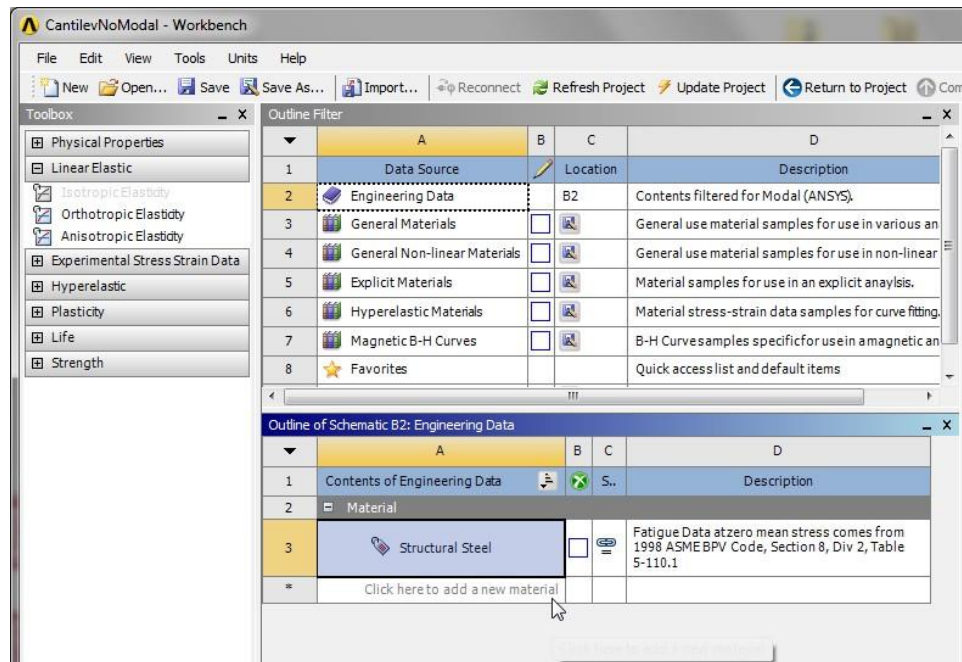 CantilevNoModal - Workbench
File Edit View Tools Units Help
New Open... Save Save As... Import... Reconnect Refresh Project Update Project Return to Project Com
Toolbox
Physical Properties
Linear Elastic
Isotropic Elasticity
Orthotropic Elasticity
Anisotropic Elasticity
Experimental Stress Strain Data
Hyperelastic
Plasticity
Life
Strength
Outline Filter
A B C D
1 Data Source Location Description
2 Engineering Data B2 Contents filtered for Modal (ANSYS).
3 General Materials General use material samples for use in various an
4 General Non-linear Materials General use material samples for use in non-linear
5 Explicit Materials Material samples for use in an explicit anaylsis.
6 Hyperelastic Materials Material stress-strain data samples for curve fitting.
7 Magnetic B-H Curves B-H Curve samples specific for use in a magnetic an
8 Favorites Quick access list and default items
Outline of Schematic B2: Engineering Data
A B C D
1 Contents of Engineering Data S.. Description
2 Material
3 Structural Steel Fatigue Data at zero mean stress comes from
1998 ASME BPV Code, Section 8, Div 2, Table
5-110.1
* Click here to add a new material